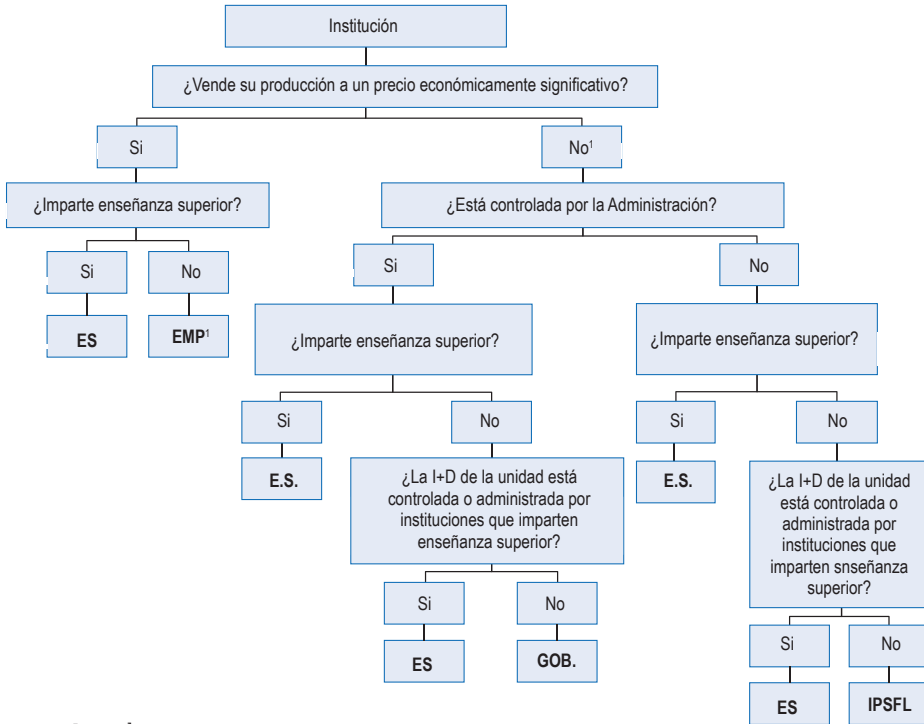 Institución
¿Vende su producción a un precio económicamente significativo?
Si
No¹
¿Imparte enseñanza superior?
¿Está controlada por la Administración?
Si
No
Si
No
ES
EMP¹
¿Imparte enseñanza superior?
¿Imparte enseñanza superior?
Si
No
Si
No
E.S.
¿La I+D de la unidad está
controlada o administrada por
instituciones que imparten
enseñanza superior?
E.S.
¿La I+D de la unidad
está controlada o
administrada por
instituciones que
imparten snseñanza
superior?
Si
No
ES
GOB.
Si
No
ES
IPSFL